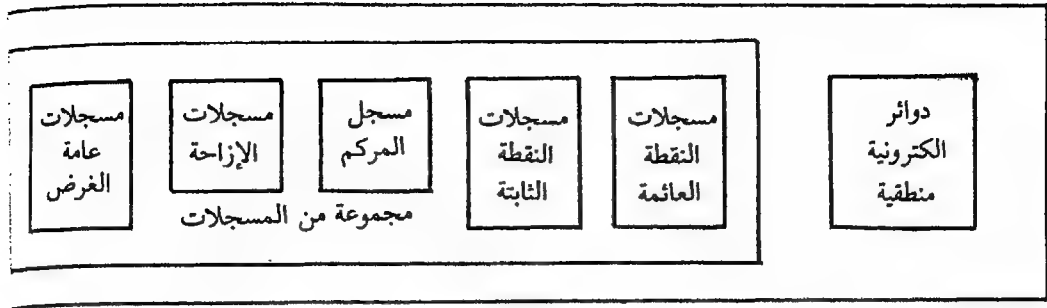 دوائر
الكترونية
منطقية
مسجلات
النقطة
العائمة
مسجلات
النقطة
الثابتة
مسجل
المركم
مسجلات
الإزاحة
مسجلات
عامة
الغرض
مجموعة من المسجلات